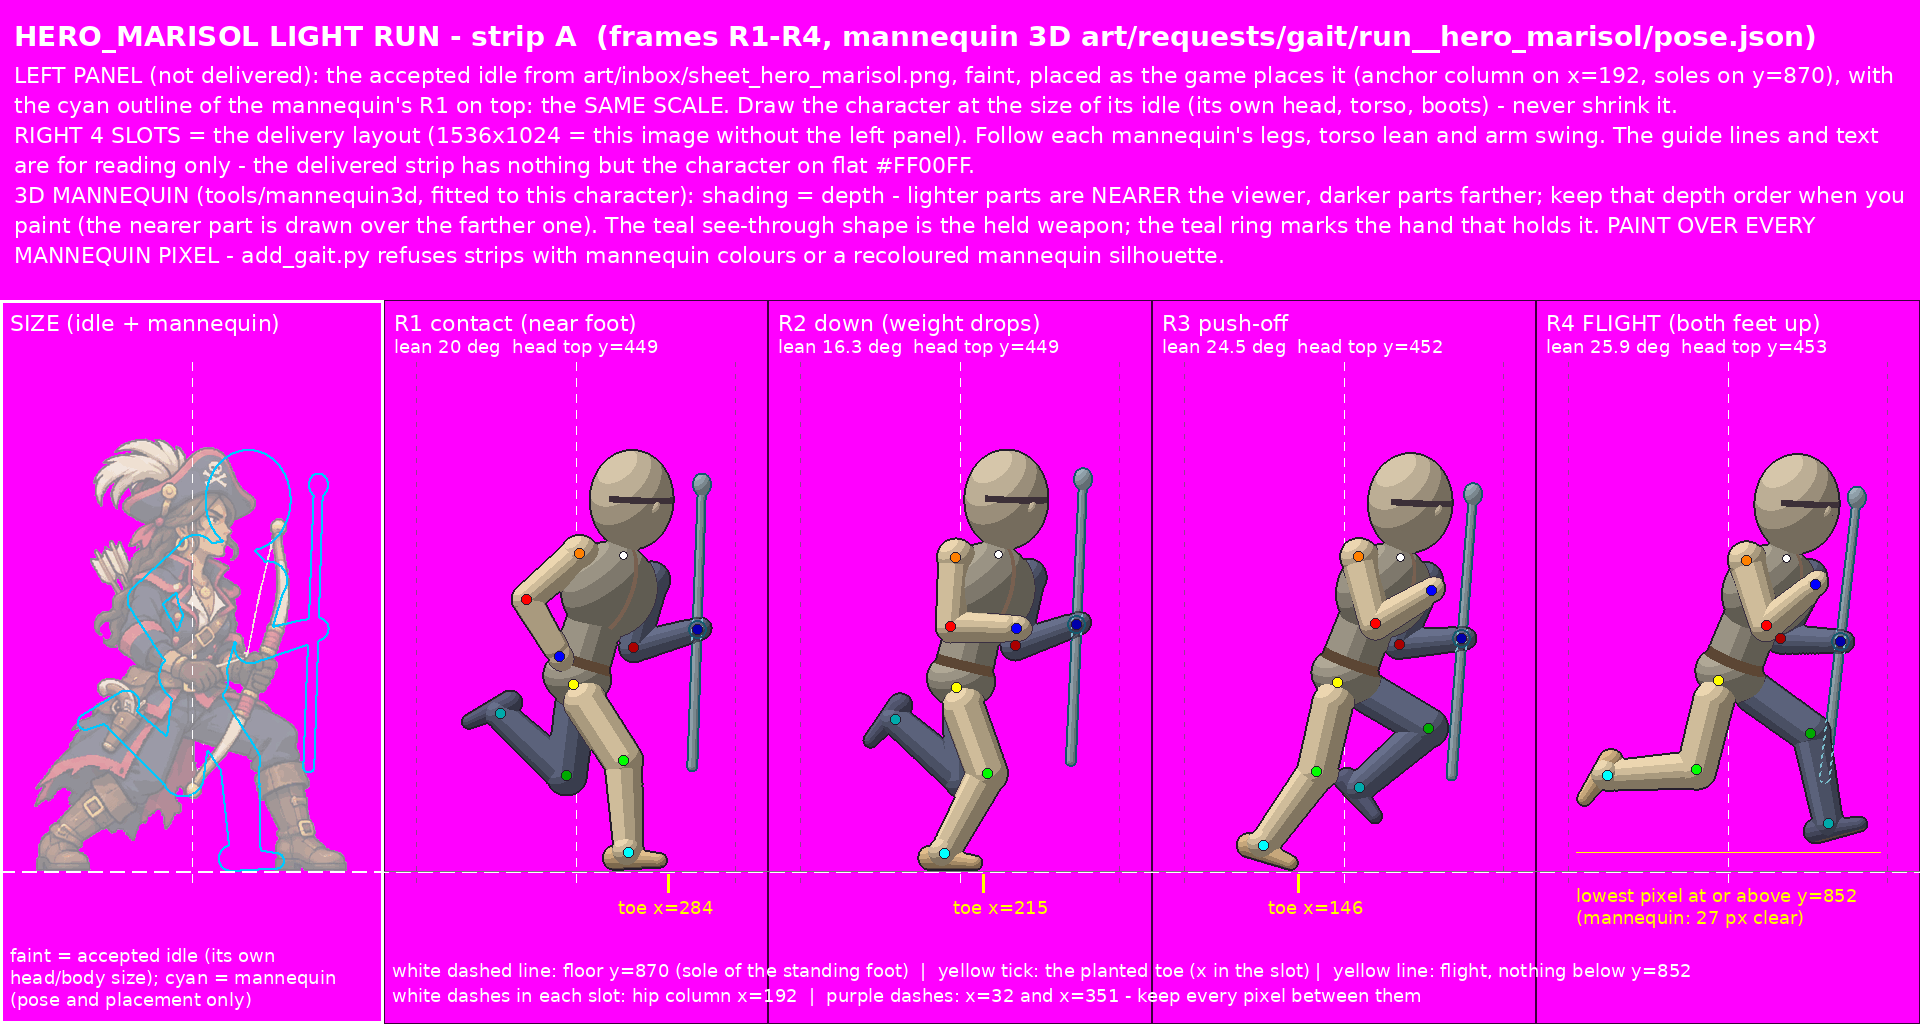 HERO_MARISOL LIGHT RUN - strip A  (frames R1-R4, mannequin 3D art/requests/gait/run__hero_marisol/pose.json)
LEFT PANEL (not delivered): the accepted idle from art/inbox/sheet_hero_marisol.png, faint, placed as the game places it (anchor column on x=192, soles on y=870), with
the cyan outline of the mannequin's R1 on top: the SAME SCALE. Draw the character at the size of its idle (its own head, torso, boots) - never shrink it.
RIGHT 4 SLOTS = the delivery layout (1536x1024 = this image without the left panel). Follow each mannequin's legs, torso lean and arm swing. The guide lines and text
are for reading only - the delivered strip has nothing but the character on flat #FF00FF.
3D MANNEQUIN (tools/mannequin3d, fitted to this character): shading = depth - lighter parts are NEARER the viewer, darker parts farther; keep that depth order when you
paint (the nearer part is drawn over the farther one). The teal see-through shape is the held weapon; the teal ring marks the hand that holds it. PAINT OVER EVERY
MANNEQUIN PIXEL - add_gait.py refuses strips with mannequin colours or a recoloured mannequin silhouette.
SIZE (idle + mannequin)
R1 contact (near foot)
lean 20 deg  head top y=449
R2 down (weight drops)
lean 16.3 deg  head top y=449
R3 push-off
lean 24.5 deg  head top y=452
R4 FLIGHT (both feet up)
lean 25.9 deg  head top y=453
toe x=284
toe x=215
toe x=146
lowest pixel at or above y=852
(mannequin: 27 px clear)
faint = accepted idle (its own
head/body size); cyan = mannequin
(pose and placement only)
white dashed line: floor y=870 (sole of the standing foot)  |  yellow tick: the planted toe (x in the slot) |  yellow line: flight, nothing below y=852
white dashes in each slot: hip column x=192  |  purple dashes: x=32 and x=351 - keep every pixel between them